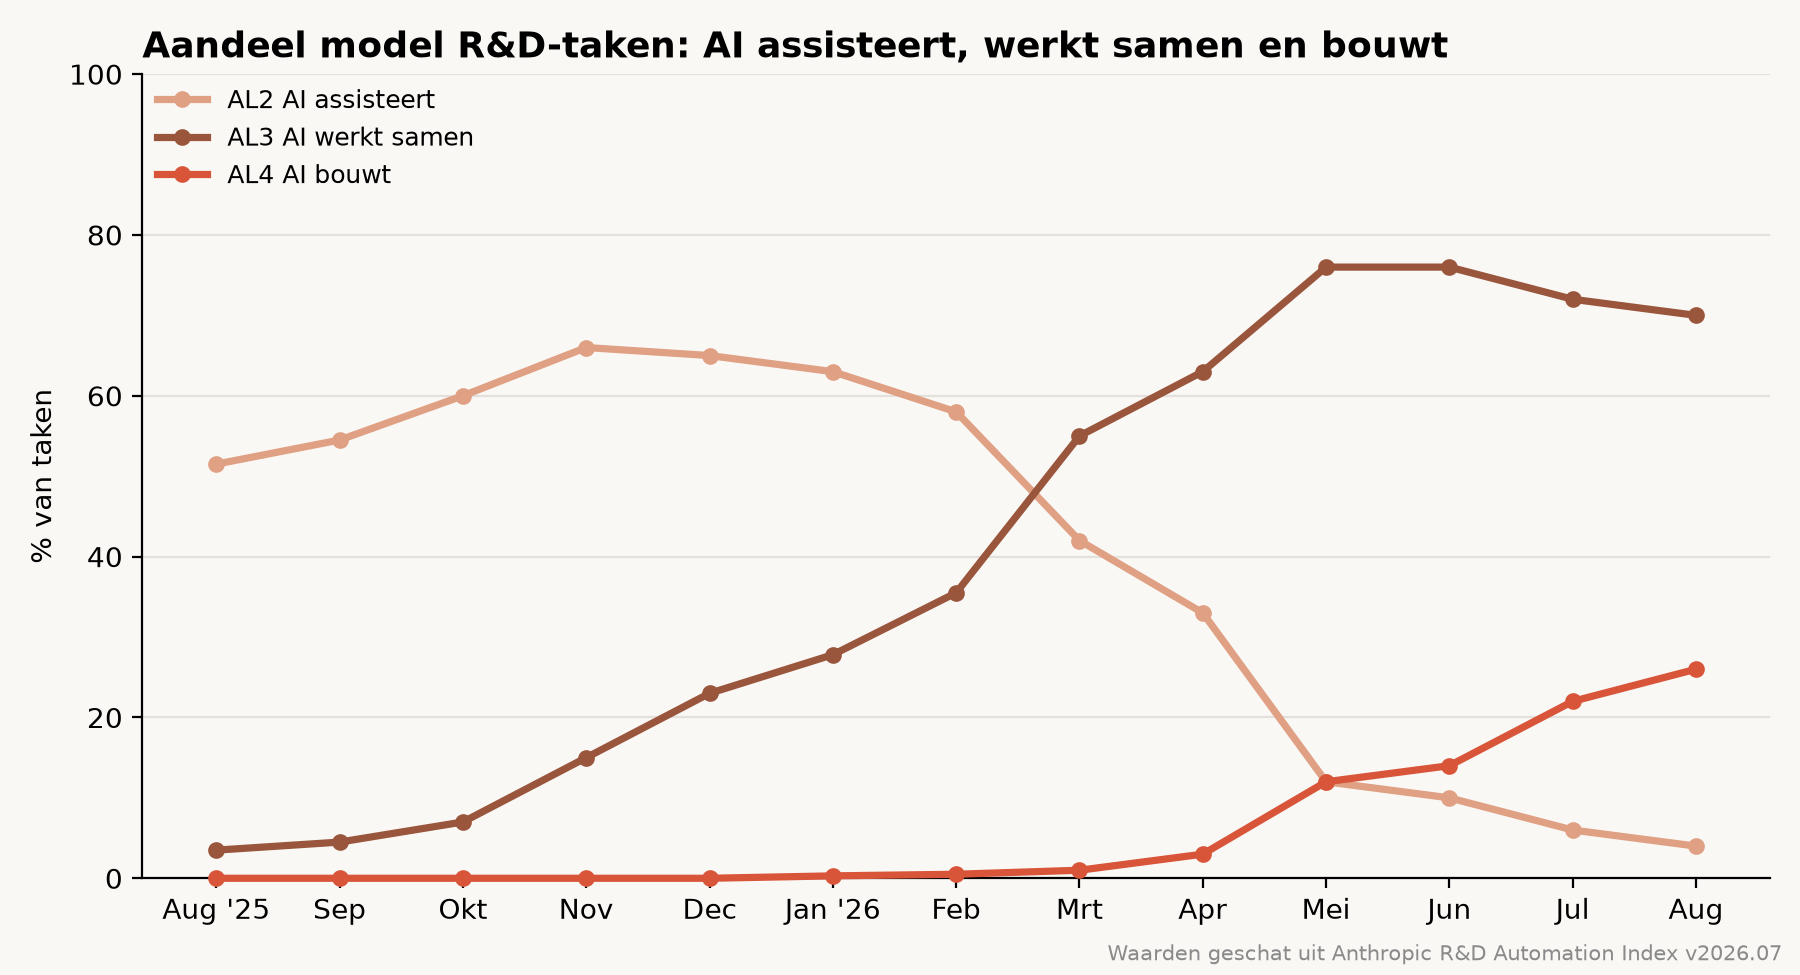 Aandeel model R&D-taken: AI assisteert, werkt samen en bouwt
AL2 AI assisteert
AL3 AI werkt samen
AL4 AI bouwt
% van taken
100
80
60
40
20
0
Aug '25 Sep Okt Nov Dec Jan '26 Feb Mrt Apr Mei Jun Jul Aug
Waarden geschat uit Anthropic R&D Automation Index v2026.07